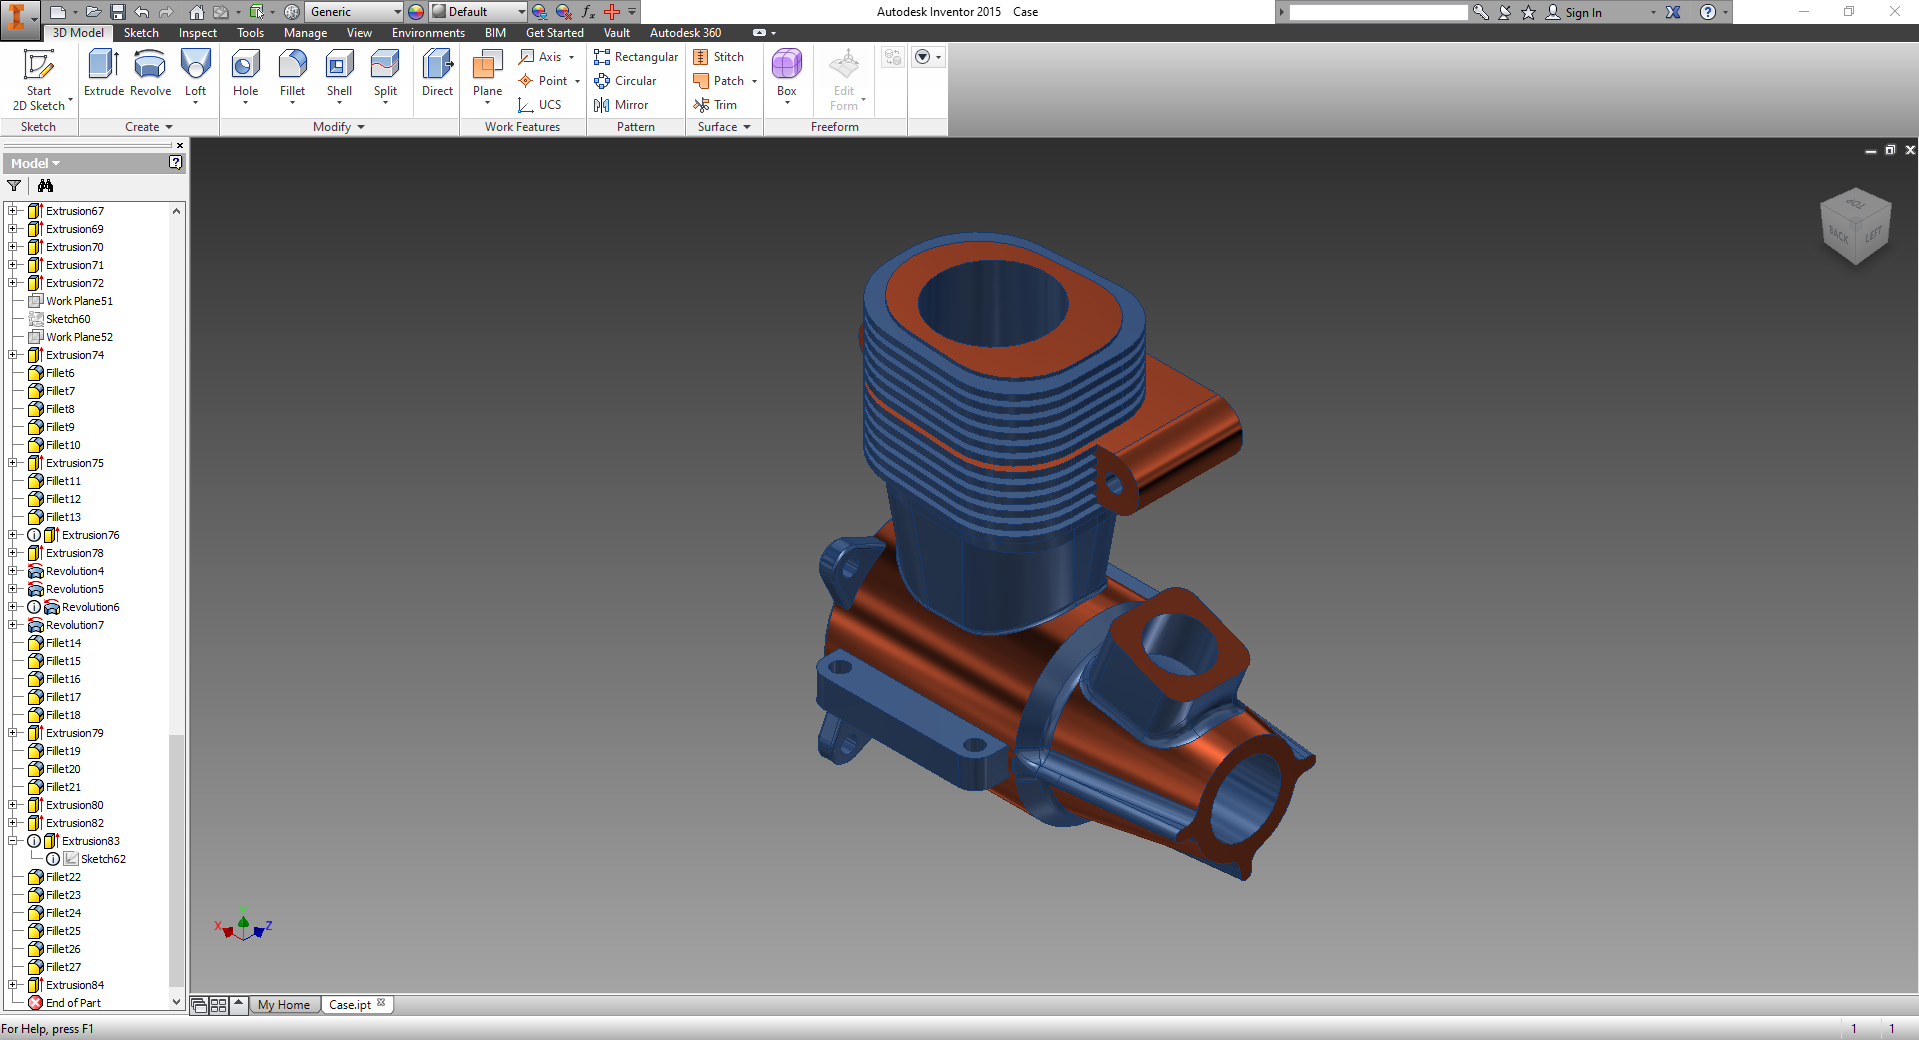 Generic
Default
fx
Autodesk Inventor 2015 Case
Sign In
3D Model Sketch Inspect Tools Manage View Environments BIM Get Started Vault Autodesk 360
Start
2D Sketch
Extrude Revolve Loft
Hole Fillet Shell Split
Direct
Plane
Axis
Point
UCS
Rectangular
Circular
Mirror
Stitch
Patch
Trim
Box
Edit
Form
Sketch Create Modify Work Features Pattern Surface Freeform
Model
Extrusion67
Extrusion69
Extrusion70
Extrusion71
Extrusion72
Work Plane51
Sketch60
Work Plane52
Extrusion74
Fillet6
Fillet7
Fillet8
Fillet9
Fillet10
Extrusion75
Fillet11
Fillet12
Fillet13
Extrusion76
Extrusion78
Revolution4
Revolution5
Revolution6
Revolution7
Fillet14
Fillet15
Fillet16
Fillet17
Fillet18
Extrusion79
Fillet19
Fillet20
Fillet21
Extrusion80
Extrusion82
Extrusion83
Sketch62
Fillet22
Fillet23
Fillet24
Fillet25
Fillet26
Fillet27
Extrusion84
End of Part
TOP
BACK LEFT
X Y Z
My Home Case.ipt
For Help, press F1
1 1